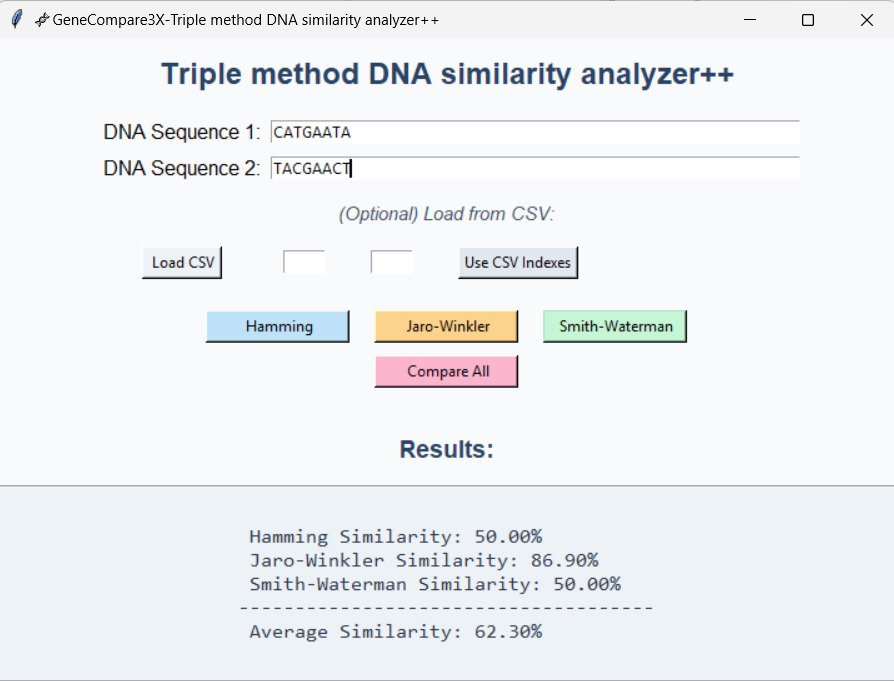 GeneCompare3X-Triple method DNA similarity analyzer++
Triple method DNA similarity analyzer++
DNA Sequence 1: CATGAATA
DNA Sequence 2: TACGAACT
(Optional) Load from CSV:
Load CSV Use CSV Indexes
Hamming Jaro-Winkler Smith-Waterman
Compare All
Results:
Hamming Similarity: 50.00%
Jaro-Winkler Similarity: 86.90%
Smith-Waterman Similarity: 50.00%
-------------------------------------
Average Similarity: 62.30%